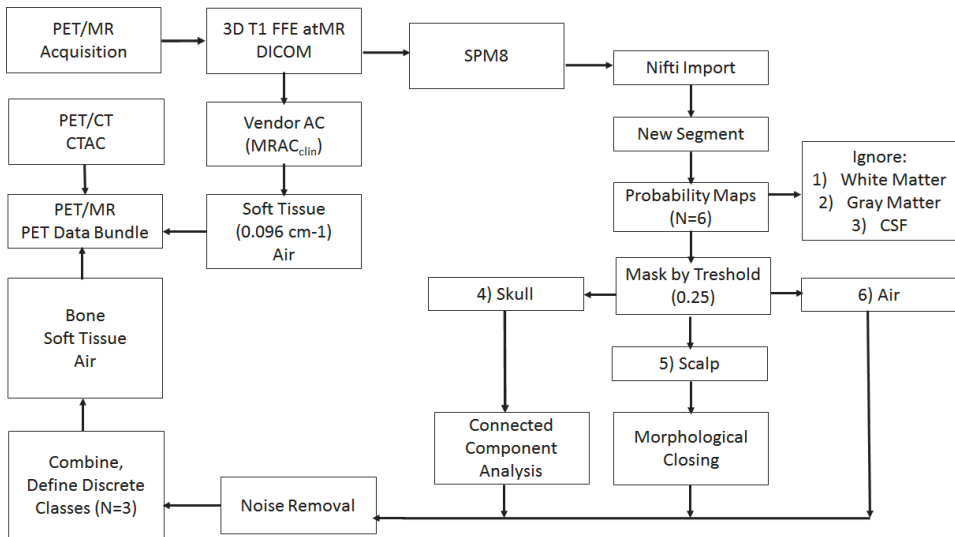 PET/MR
Acquisition
3D T1 FFE atMR
DICOM
SPM8
Nifti Import
PET/CT
CTAC
Vendor AC
(MRACclin)
New Segment
Ignore:
1) White Matter
2) Gray Matter
3) CSF
PET/MR
PET Data Bundle
Soft Tissue
(0.096 cm-1)
Air
Probability Maps
(N=6)
Mask by Treshold
(0.25)
4) Skull
6) Air
Bone
Soft Tissue
Air
5) Scalp
Connected
Component
Analysis
Morphological
Closing
Combine,
Define Discrete
Classes (N=3)
Noise Removal